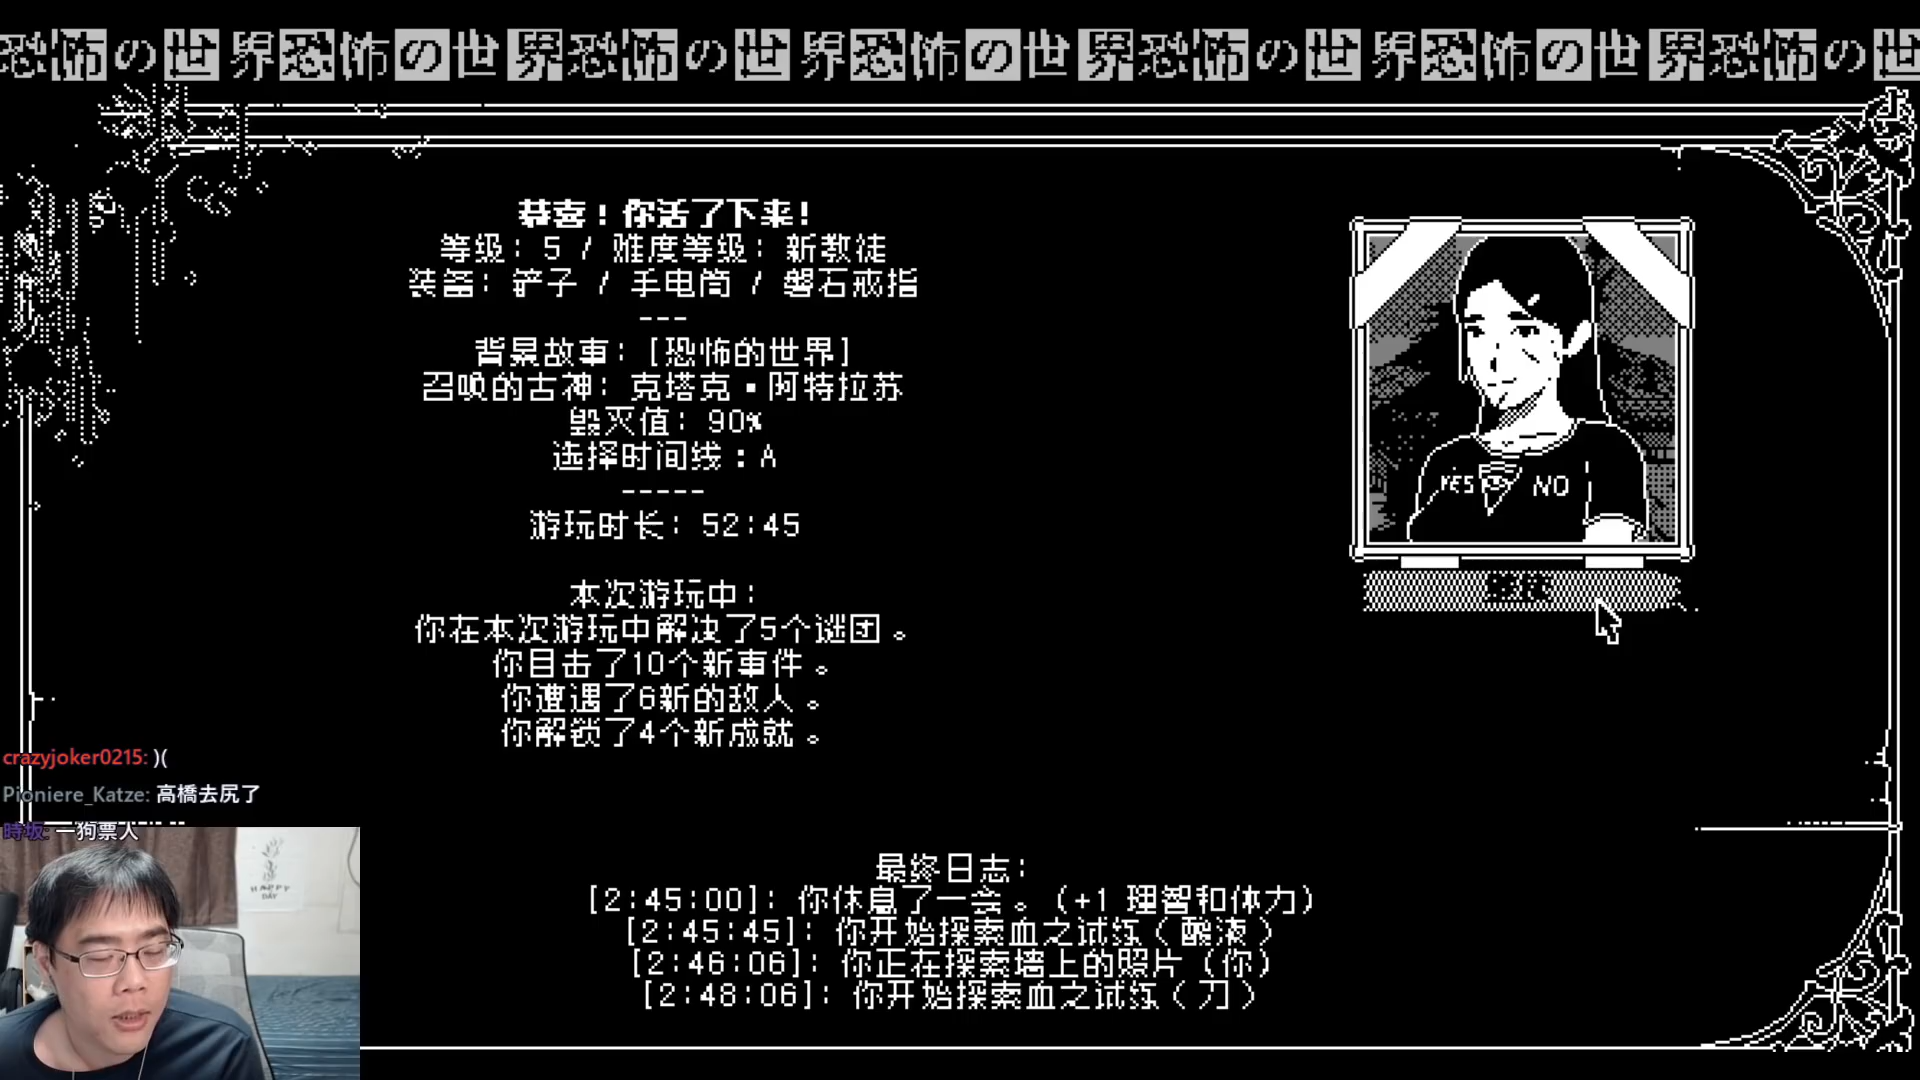 恐怖の世界恐怖の世界恐怖の世界恐怖の世界恐怖の世界恐怖の世界恐怖の世
恭喜！你活了下来！
等级：5 / 难度等级：新教徒
装备：铲子 / 手电筒 / 磐石戒指
---
背景故事：[恐怖的世界]
召唤的古神：克塔克·阿特拉苏
毁灭值：90%
选择时间线：A
-----
游玩时长：52:45
本次游玩中：
你在本次游玩中解决了5个谜团。
你目击了10个新事件。
你遭遇了6新的敌人。
你解锁了4个新成就。
YES NO
crazyjoker0215: )(
Pioniere_Katze: 高橋去尻了
時坂: 一狗票人
HAPPY
DAY
最终日志：
[2:45:00]：你休息了一会。（+1 理智和体力）
[2:45:45]：你开始探索血之试炼（酸液）
[2:46:06]：你正在探索墙上的照片（你）
[2:48:06]：你开始探索血之试炼（刀）